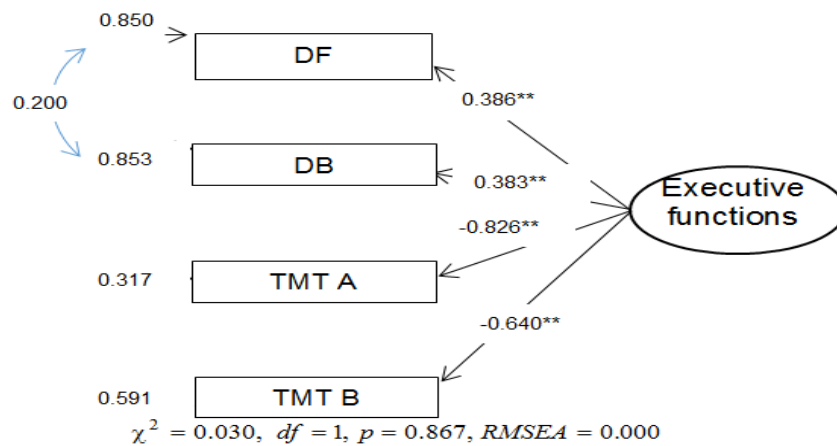 0.850
DF
0.200
0.386**
DB
0.853
0.383**
Executive
functions
-0.826**
TMT A
0.317
-0.640**
TMT B
0.591
χ² = 0.030, df = 1, p = 0.867, RMSEA = 0.000